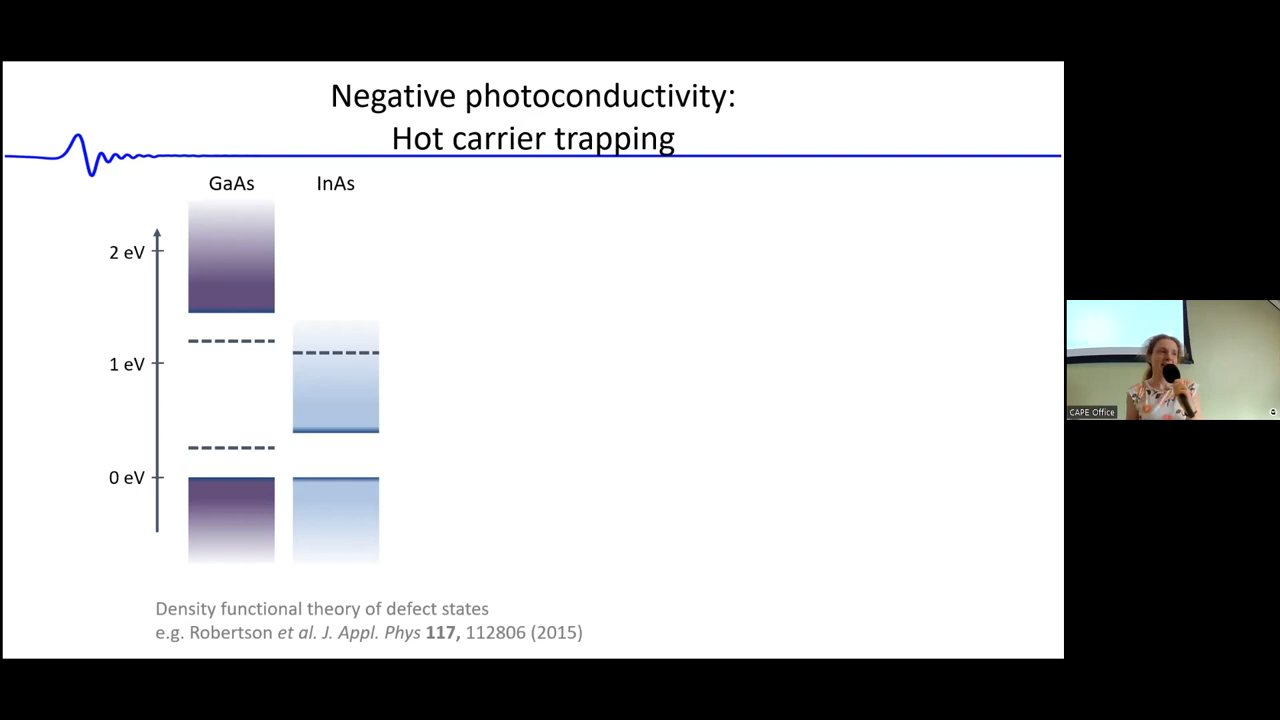 Negative photoconductivity:
Hot carrier trapping
GaAs
InAs
2 eV
1 eV
0 eV
Density functional theory of defect states
e.g. Robertson et al. J. Appl. Phys 117, 112806 (2015)
CAPE Office